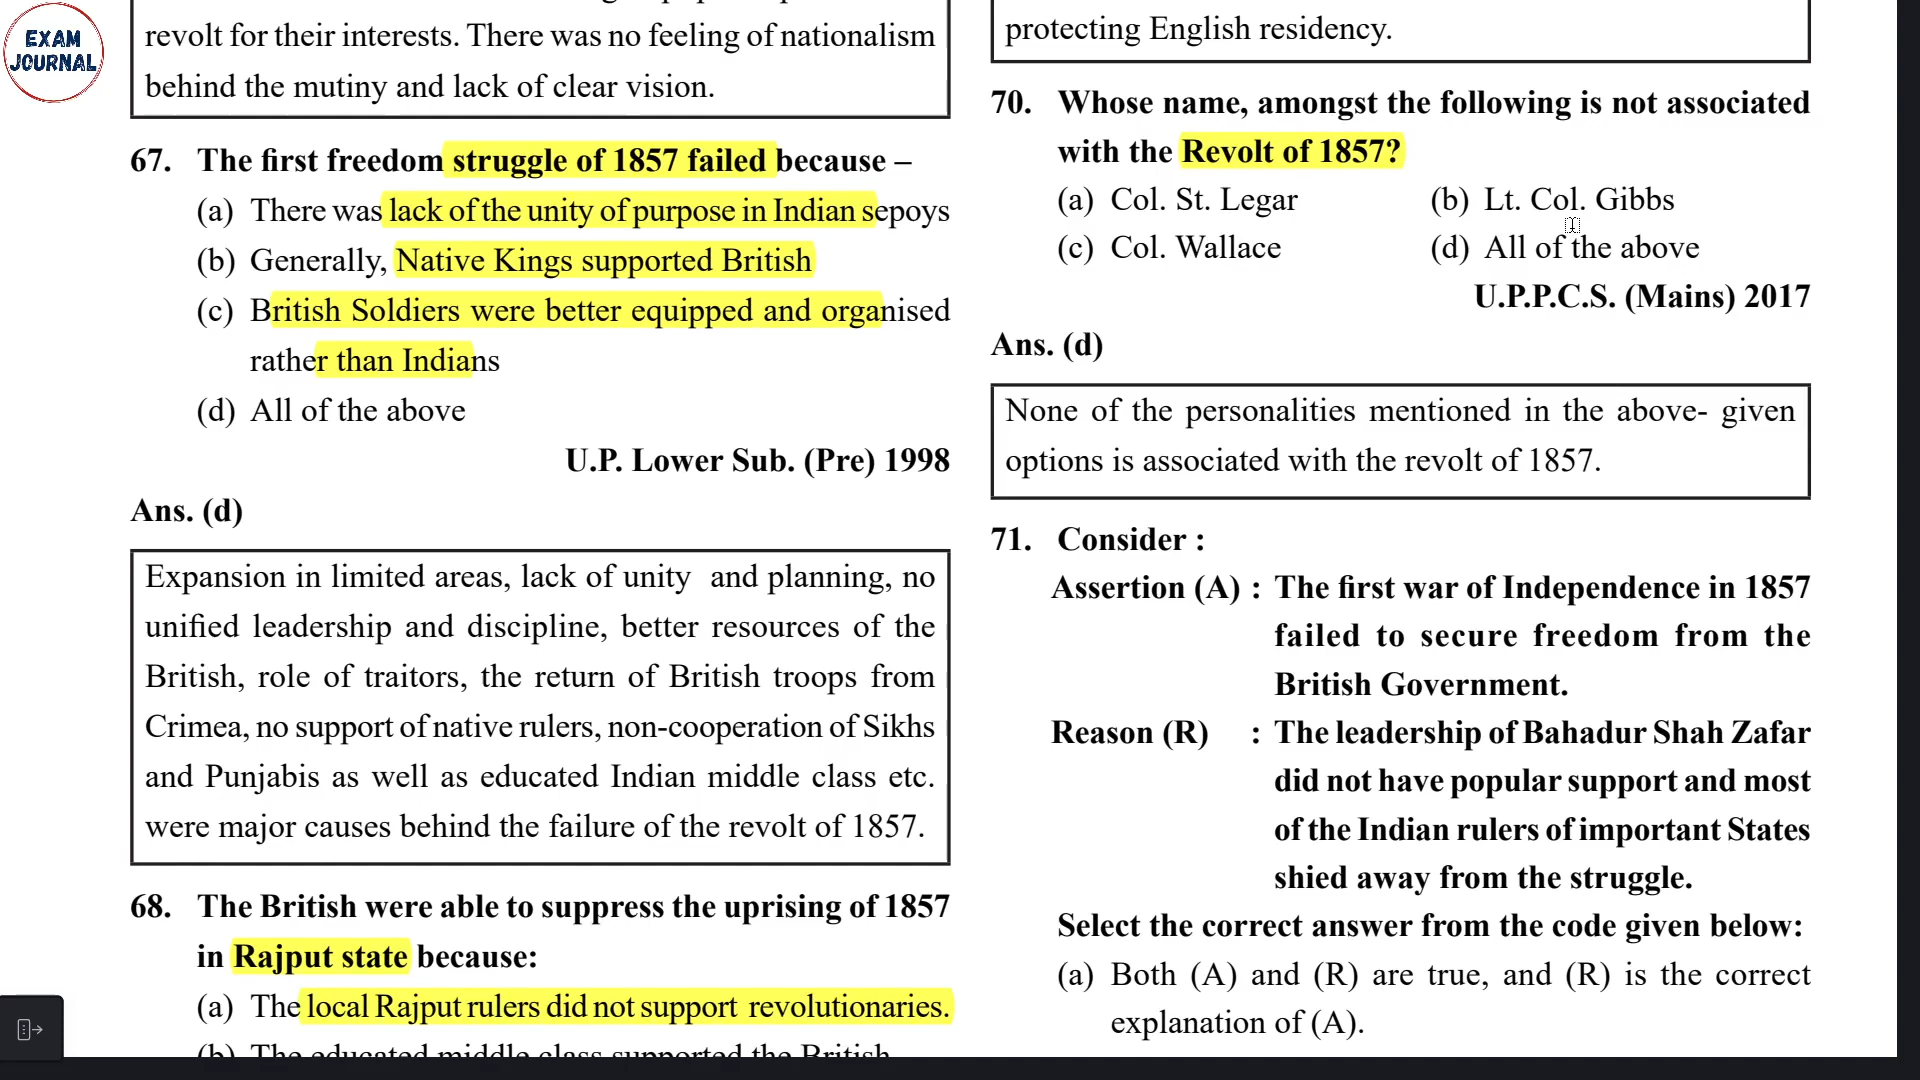 EXAM
JOURNAL
revolt for their interests. There was no feeling of nationalism
behind the mutiny and lack of clear vision.
67. The first freedom struggle of 1857 failed because –
(a) There was lack of the unity of purpose in Indian sepoys
(b) Generally, Native Kings supported British
(c) British Soldiers were better equipped and organised
rather than Indians
(d) All of the above
U.P. Lower Sub. (Pre) 1998
Ans. (d)
Expansion in limited areas, lack of unity and planning, no
unified leadership and discipline, better resources of the
British, role of traitors, the return of British troops from
Crimea, no support of native rulers, non-cooperation of Sikhs
and Punjabis as well as educated Indian middle class etc.
were major causes behind the failure of the revolt of 1857.
68. The British were able to suppress the uprising of 1857
in Rajput state because:
(a) The local Rajput rulers did not support revolutionaries.
(b) The educated middle class supported the British
protecting English residency.
70. Whose name, amongst the following is not associated
with the Revolt of 1857?
(a) Col. St. Legar (b) Lt. Col. Gibbs
(c) Col. Wallace (d) All of the above
U.P.P.C.S. (Mains) 2017
Ans. (d)
None of the personalities mentioned in the above- given
options is associated with the revolt of 1857.
71. Consider :
Assertion (A) : The first war of Independence in 1857
failed to secure freedom from the
British Government.
Reason (R) : The leadership of Bahadur Shah Zafar
did not have popular support and most
of the Indian rulers of important States
shied away from the struggle.
Select the correct answer from the code given below:
(a) Both (A) and (R) are true, and (R) is the correct
explanation of (A).